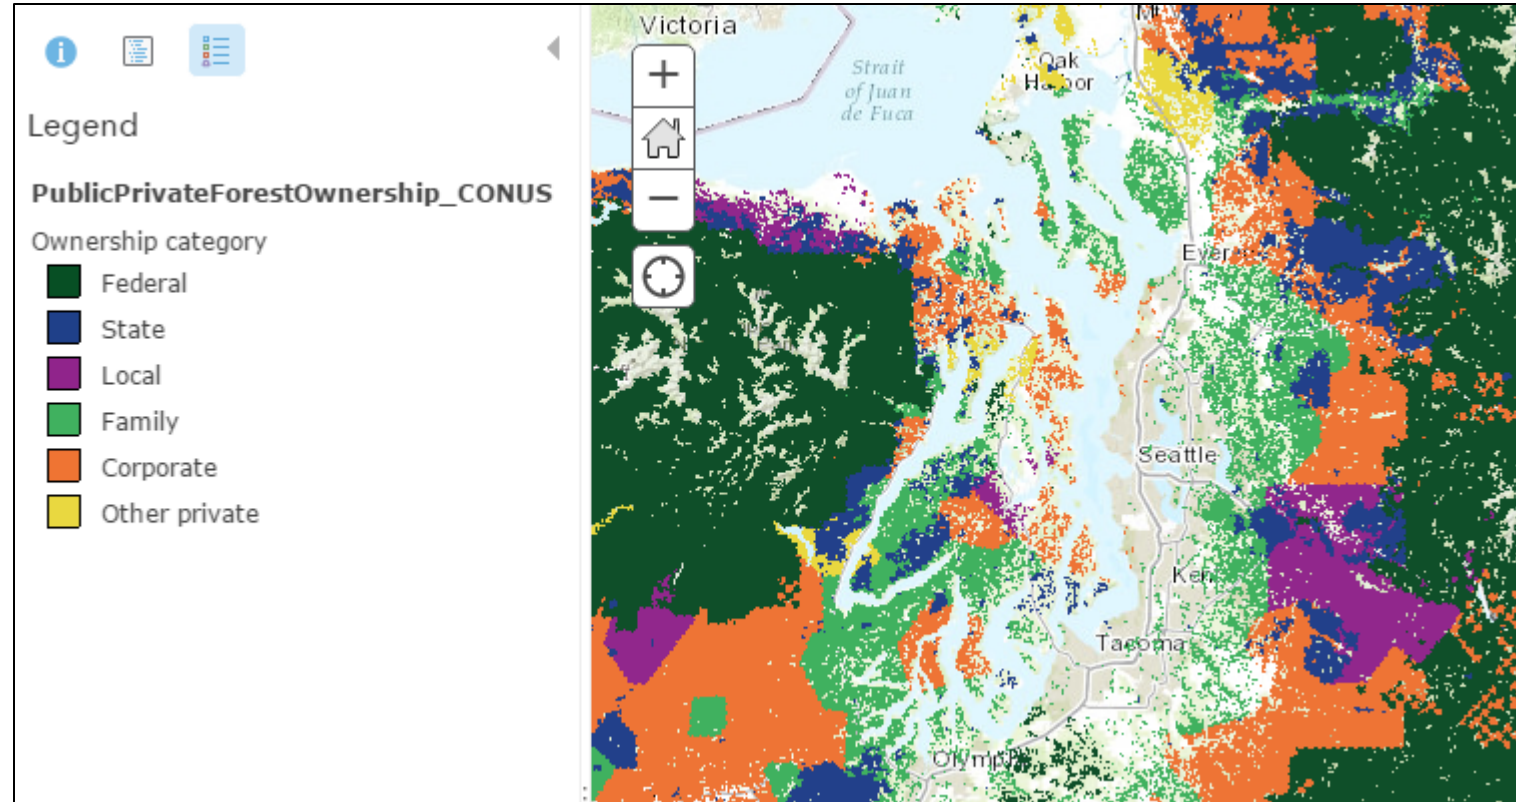 Legend
PublicPrivateForestOwnership_CONUS
Ownership category
Federal
State
Local
Family
Corporate
Other private
Victoria
Strait
of Juan
de Fuca
Oak
Harbor
Seattle
Tacoma